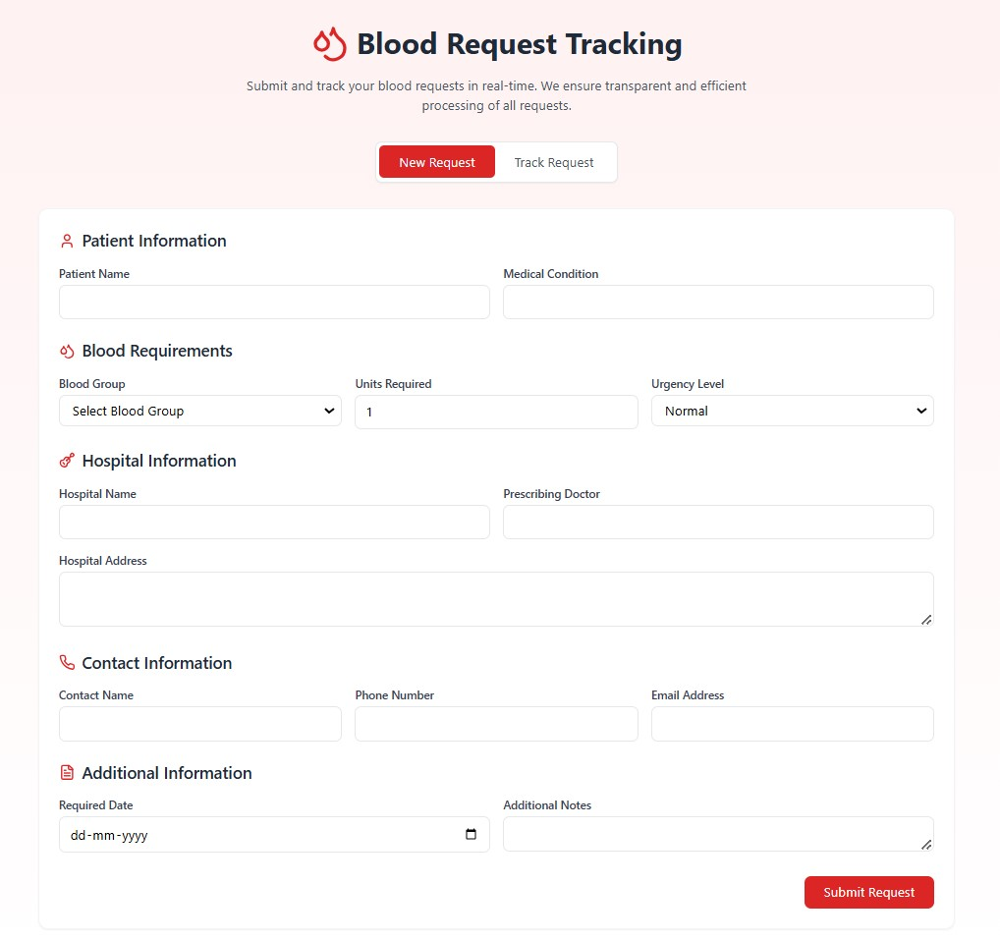 Blood Request Tracking
Submit and track your blood requests in real-time. We ensure transparent and efficient
processing of all requests.
New Request Track Request
Patient Information
Patient Name Medical Condition
Blood Requirements
Blood Group Units Required Urgency Level
Select Blood Group 1 Normal
Hospital Information
Hospital Name Prescribing Doctor
Hospital Address
Contact Information
Contact Name Phone Number Email Address
Additional Information
Required Date Additional Notes
dd-mm-yyyy
Submit Request